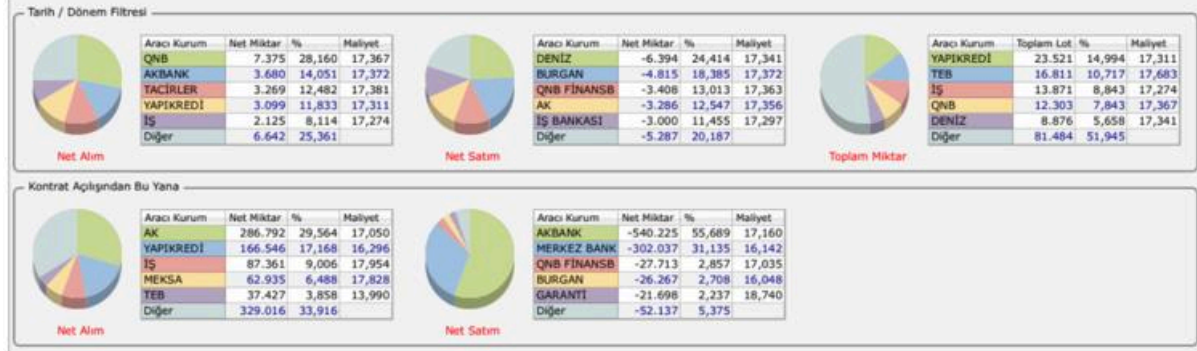 Tarih / Dönem Filtresi
Aracı Kurum Net Miktar % Maliyet
QNB 7.375 28,160 17,367
AKBANK 3.680 14,051 17,372
TACİRLER 3.269 12,482 17,381
YAPIKREDİ 3.099 11,833 17,311
İŞ 2.125 8,114 17,274
Diğer 6.642 25,361
Net Alım
Aracı Kurum Net Miktar % Maliyet
DENİZ -6.394 24,414 17,341
BURGAN -4.815 18,385 17,372
QNB FİNANSB -3.408 13,013 17,363
AK -3.286 12,547 17,356
İŞ BANKASI -3.000 11,455 17,297
Diğer -5.287 20,187
Net Satım
Aracı Kurum Toplam Lot % Maliyet
YAPIKREDİ 23.521 14,994 17,311
TEB 16.811 10,717 17,683
İŞ 13.871 8,843 17,274
QNB 12.303 7,843 17,367
DENİZ 8.876 5,658 17,341
Diğer 81.484 51,945
Toplam Miktar
Kontrat Açılışından Bu Yana
Aracı Kurum Net Miktar % Maliyet
AK 286.792 29,564 17,050
YAPIKREDİ 166.546 17,168 16,296
İŞ 87.361 9,006 17,954
MEKSA 62.935 6,488 17,828
TEB 37.427 3,858 13,990
Diğer 329.016 33,916
Net Alım
Aracı Kurum Net Miktar % Maliyet
AKBANK -540.225 55,689 17,160
MERKEZ BANK -302.037 31,135 16,142
QNB FİNANSB -27.713 2,857 17,035
BURGAN -26.267 2,708 16,048
GARANTİ -21.698 2,237 18,740
Diğer -52.137 5,375
Net Satım